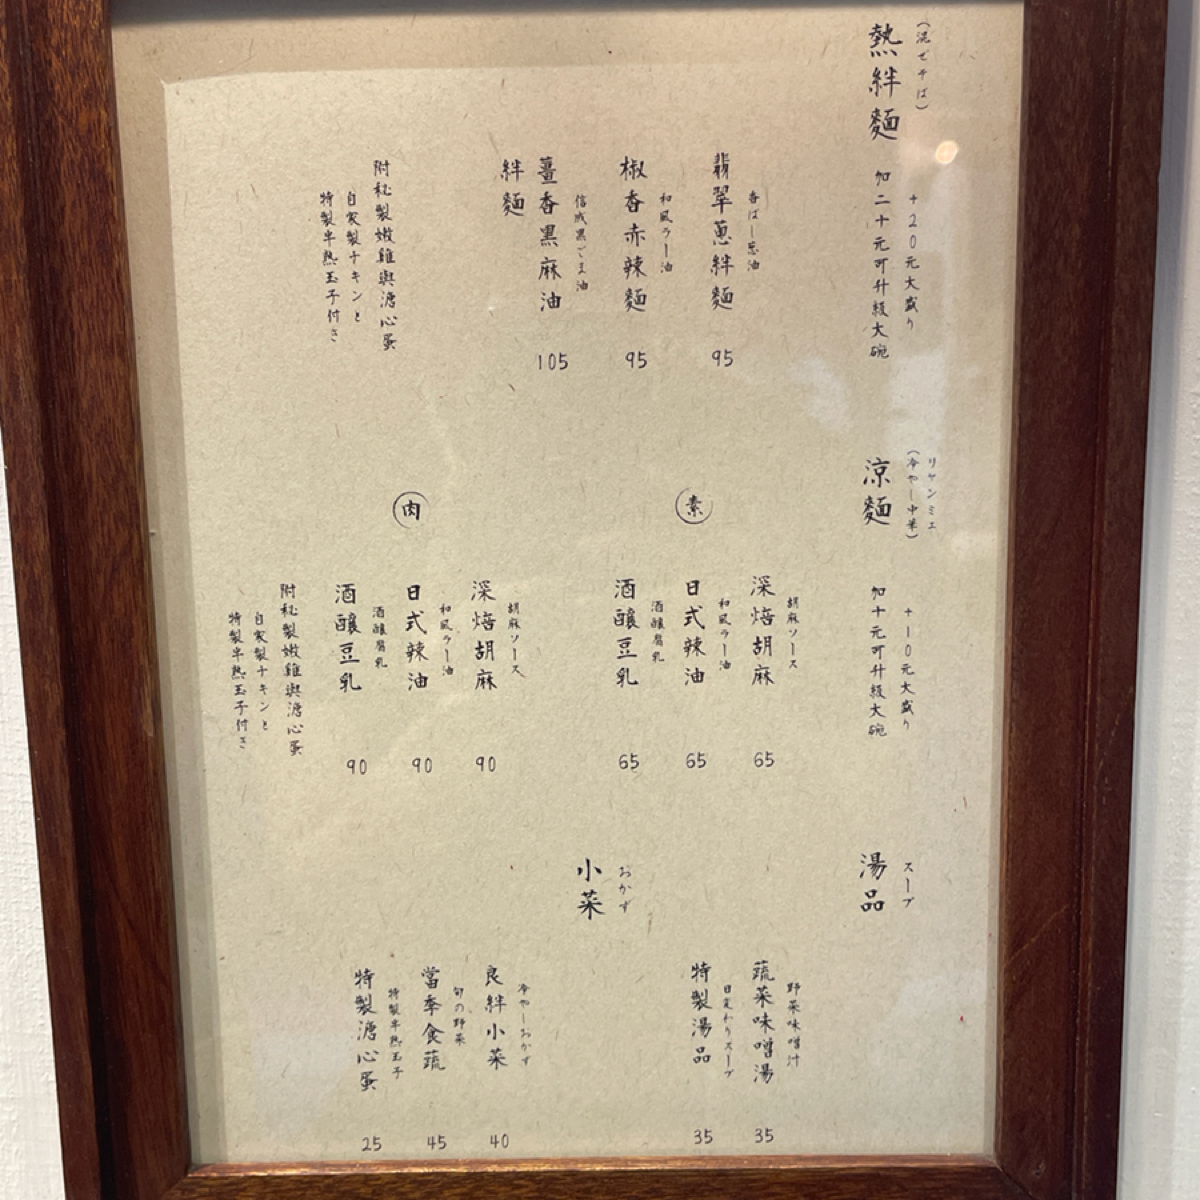 (混ぜそば)
熱絆麵
+20元大盛り
加二十元可升級大碗
香ばし葱油
翡翠蔥絆麵
95
和風ラー油
椒香赤辣麵
95
信成黒ごま油
薑香黑麻油
絆麵
105
附秘製嫩雞與溏心蛋
自家製チキンと
特製半熟玉子付き
リャンミエ
(冷やし中華)
涼麵
+10元大盛り
加十元可升級大碗
素
胡麻ソース
深焙胡麻
65
和風ラー油
日式辣油
65
酒釀腐乳
酒釀豆乳
65
肉
胡麻ソース
深焙胡麻
90
和風ラー油
日式辣油
90
酒釀腐乳
酒釀豆乳
90
附秘製嫩雞與溏心蛋
自家製チキンと
特製半熟玉子付き
スープ
湯品
野菜味噌汁
蔬菜味噌湯
35
日変わりスープ
特製湯品
35
おかず
小菜
冷やしおかず
良絆小菜
40
旬の野菜
當季食蔬
45
特製半熟玉子
特製溏心蛋
25